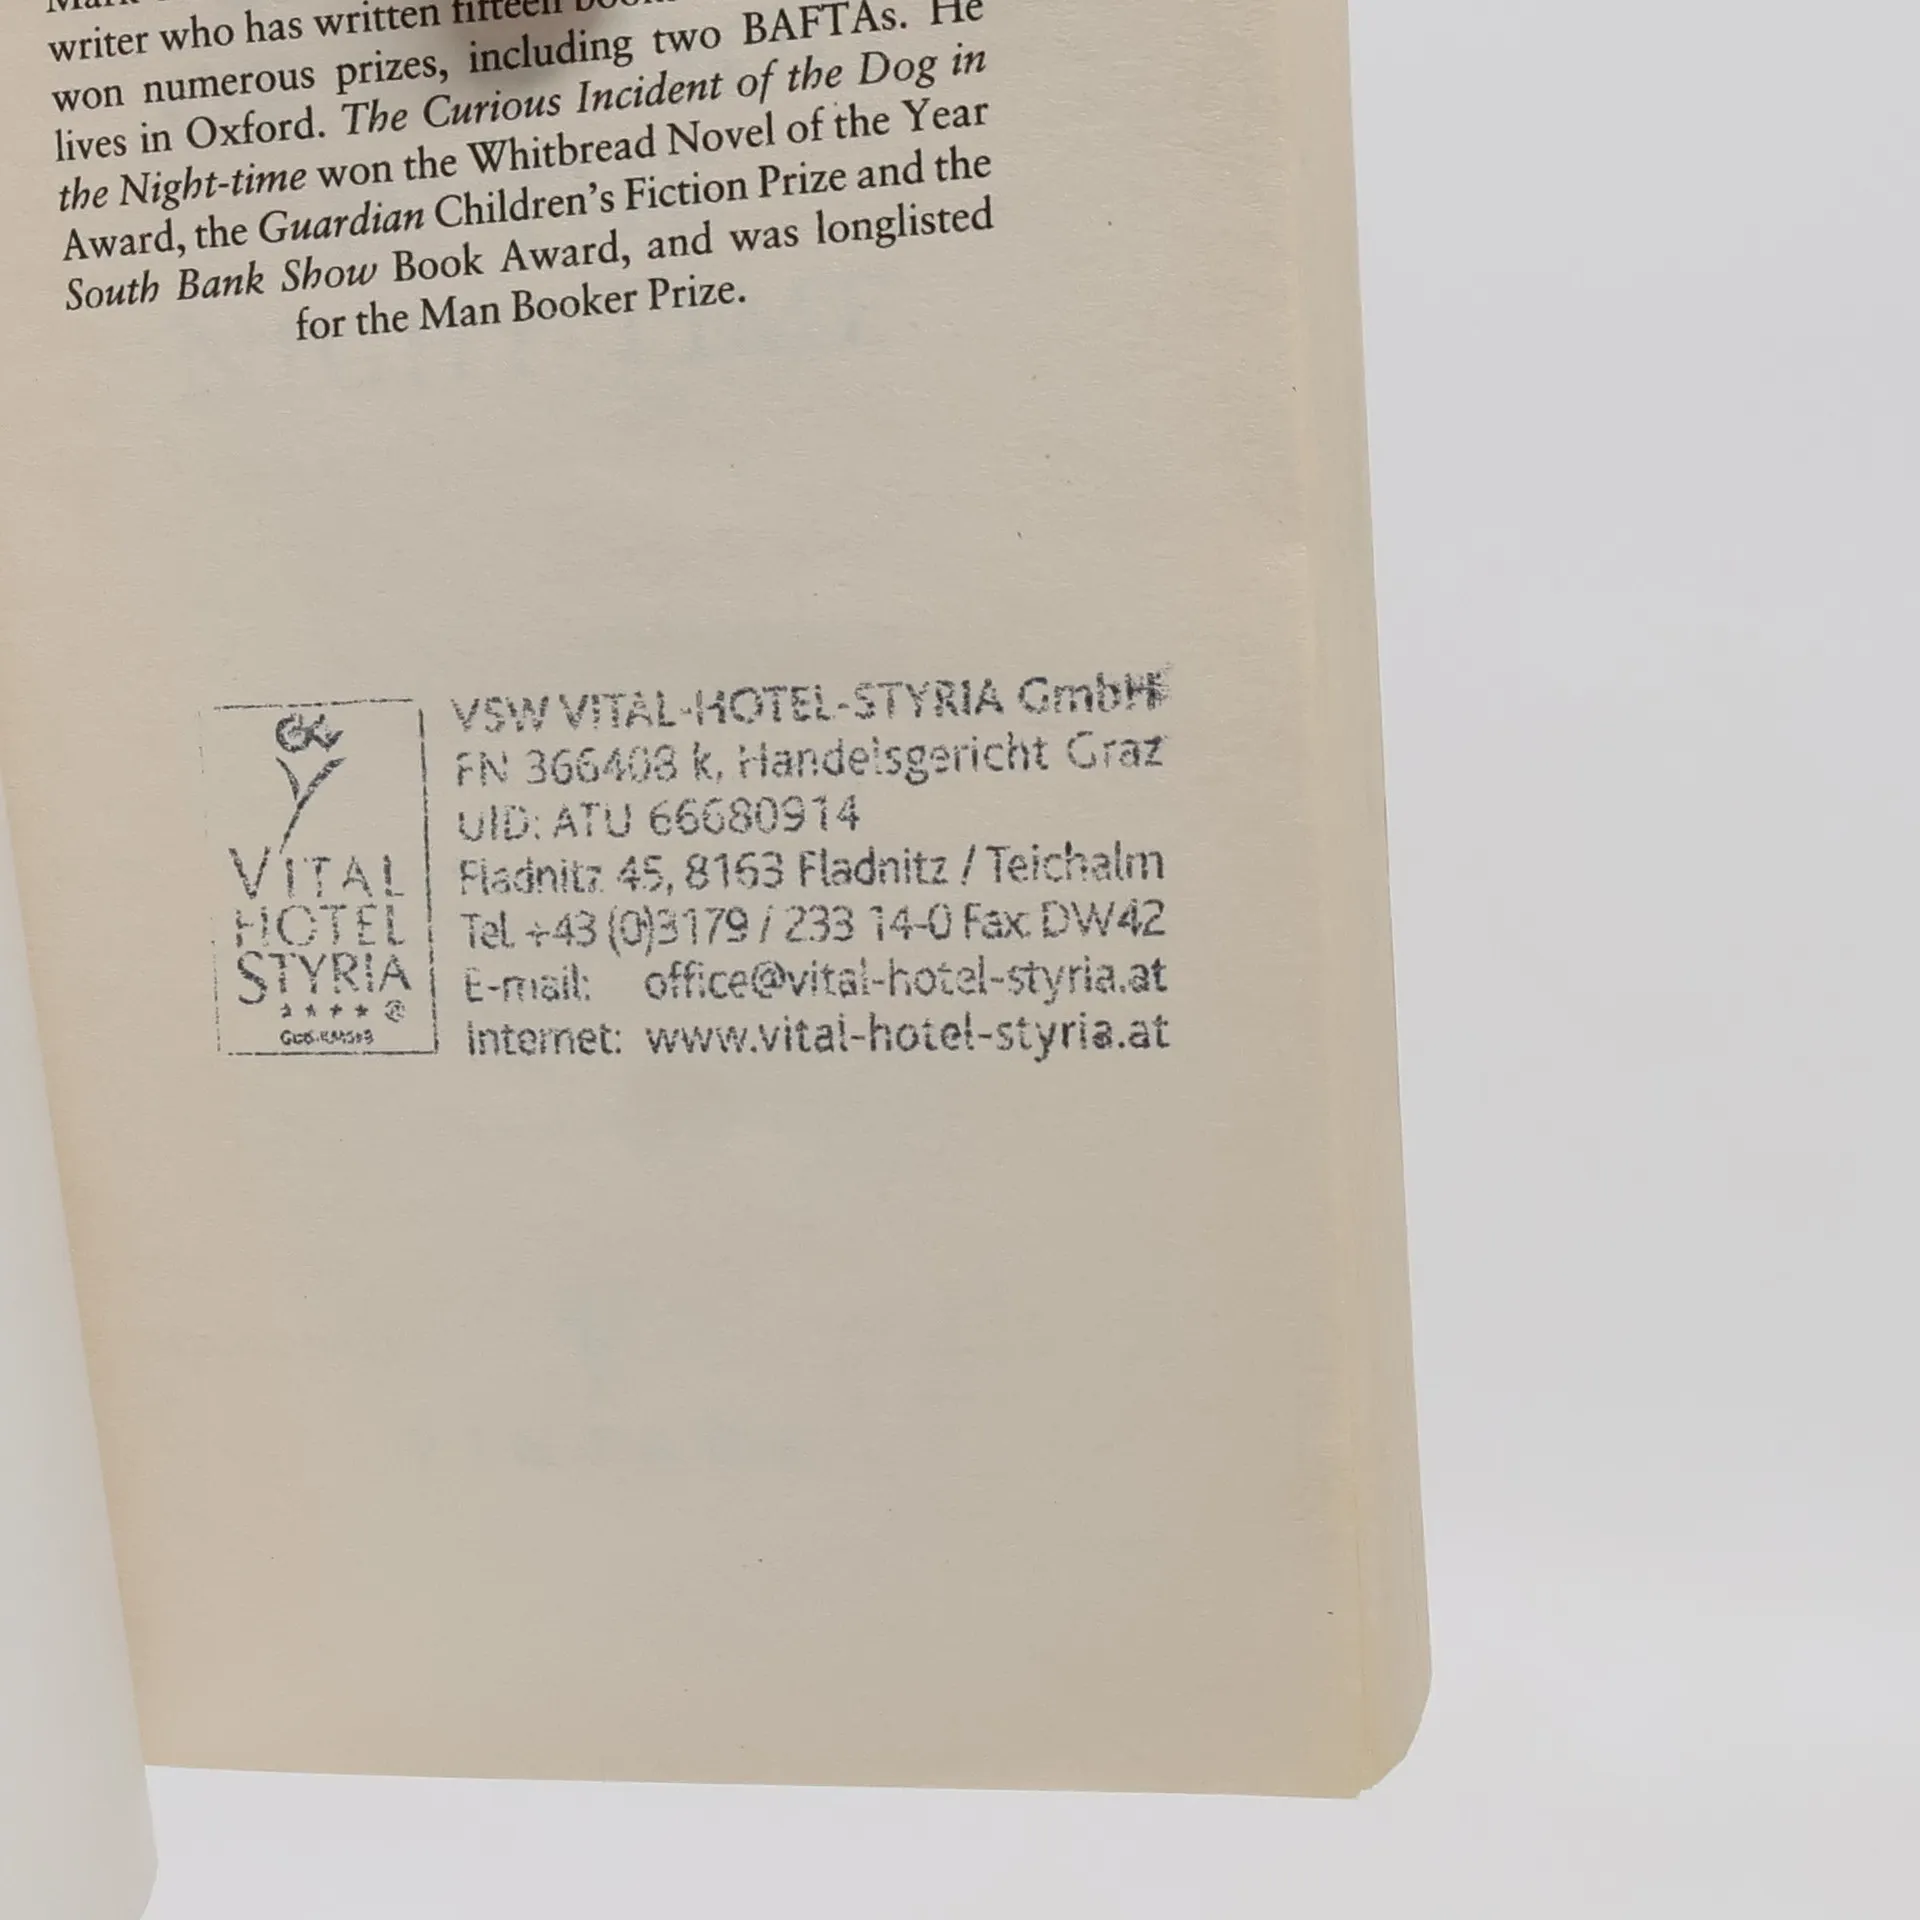 writer who has written fifteen
won numerous prizes, including two BAFTAs. He
lives in Oxford. The Curious Incident of the Dog in
the Night-time won the Whitbread Novel of the Year
Award, the Guardian Children's Fiction Prize and the
South Bank Show Book Award, and was longlisted
for the Man Booker Prize.
VITAL
HOTEL
STYRIA
VSW VITAL-HOTEL-STYRIA GmbH
FN 366408 k, Handelsgericht Graz
UID: ATU 66680914
Fladnitz 45, 8163 Fladnitz / Teichalm
Tel. +43 (0)3179 / 233 14-0 Fax: DW42
E-mail: office@vital-hotel-styria.at
Internet: www.vital-hotel-styria.at